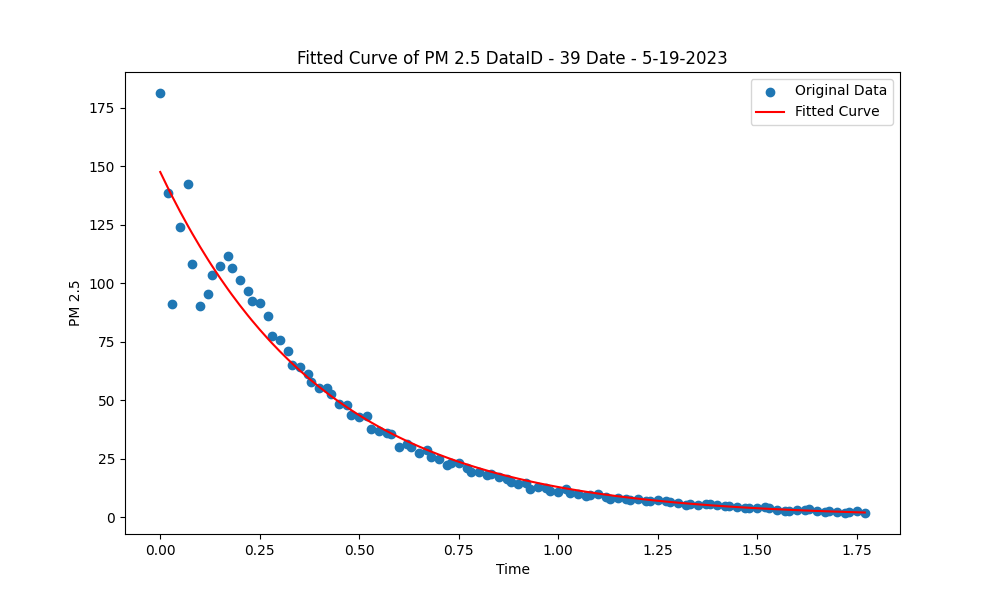 Fitted Curve of PM 2.5 DataID - 39 Date - 5-19-2023
Original Data
Fitted Curve
175
150
125
100
75
50
25
0
PM 2.5
0.00 0.25 0.50 0.75 1.00 1.25 1.50 1.75
Time